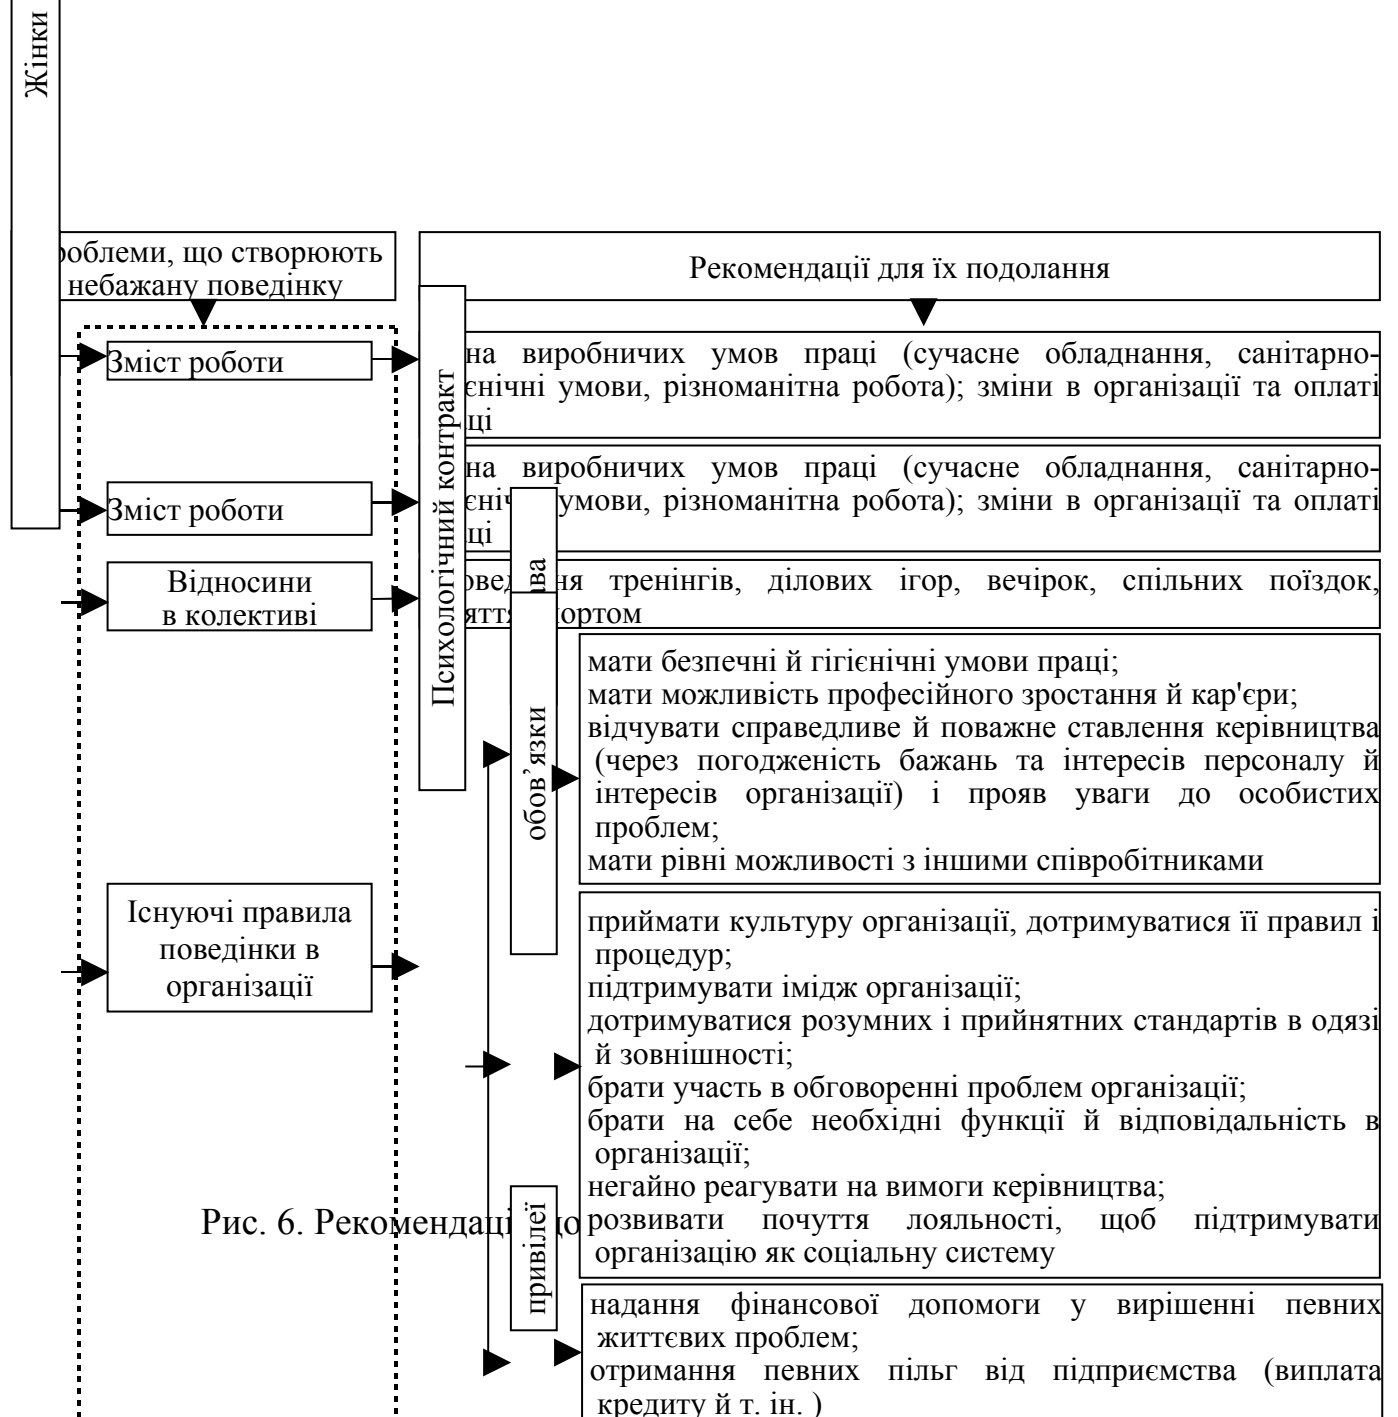 Жінки
роблеми, що створюють
небажану поведінку
Рекомендації для їх подолання
Зміст роботи
на виробничих умов праці (сучасне обладнання, санітарно-
єнічні умови, різноманітна робота); зміни в організації та оплаті
ці
Психологічний контракт
Зміст роботи
на виробничих умов праці (сучасне обладнання, санітарно-
умови, різноманітна робота); зміни в організації та оплаті
ці
Відносини
в колективі
тренінгів, ділових ігор, вечірок, спільних поїздок,
ортом
ава
обов’язки
мати безпечні й гігієнічні умови праці;
мати можливість професійного зростання й кар'єри;
відчувати справедливе й поважне ставлення керівництва
(через погодженість бажань та інтересів персоналу й
інтересів організації) і прояв уваги до особистих
проблем;
мати рівні можливості з іншими співробітниками
Існуючі правила
поведінки в
організації
приймати культуру організації, дотримуватися її правил і
процедур;
підтримувати імідж організації;
дотримуватися розумних і прийнятних стандартів в одязі
й зовнішності;
брати участь в обговоренні проблем організації;
брати на себе необхідні функції й відповідальність в
організації;
негайно реагувати на вимоги керівництва;
розвивати почуття лояльності, щоб підтримувати
організацію як соціальну систему
Рис. 6. Рекомендаці до
привілеї
надання фінансової допомоги у вирішенні певних
життєвих проблем;
отримання певних пільг від підприємства (виплата
кредиту й т. ін. )